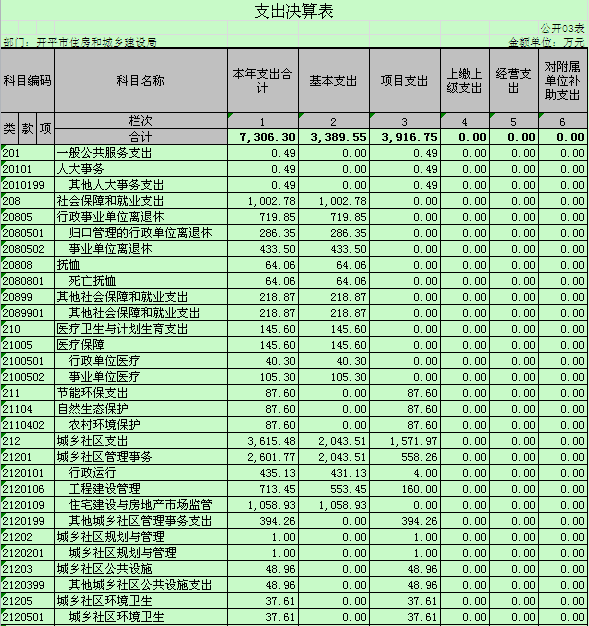 支出决算表
公开03表
部门：开平市住房和城乡建设局 金额单位：万元
科目编码 科目名称 本年支出合计 基本支出 项目支出 上缴上级支出 经营支出 对附属单位补助支出
类 款 项 栏次 1 2 3 4 5 6
合计 7,306.30 3,389.55 3,916.75 0.00 0.00 0.00
201 一般公共服务支出 0.49 0.00 0.49 0.00 0.00 0.00
20101 人大事务 0.49 0.00 0.49 0.00 0.00 0.00
2010199 其他人大事务支出 0.49 0.00 0.49 0.00 0.00 0.00
208 社会保障和就业支出 1,002.78 1,002.78 0.00 0.00 0.00 0.00
20805 行政事业单位离退休 719.85 719.85 0.00 0.00 0.00 0.00
2080501 归口管理的行政单位离退休 286.35 286.35 0.00 0.00 0.00 0.00
2080502 事业单位离退休 433.50 433.50 0.00 0.00 0.00 0.00
20808 抚恤 64.06 64.06 0.00 0.00 0.00 0.00
2080801 死亡抚恤 64.06 64.06 0.00 0.00 0.00 0.00
20899 其他社会保障和就业支出 218.87 218.87 0.00 0.00 0.00 0.00
2089901 其他社会保障和就业支出 218.87 218.87 0.00 0.00 0.00 0.00
210 医疗卫生与计划生育支出 145.60 145.60 0.00 0.00 0.00 0.00
21005 医疗保障 145.60 145.60 0.00 0.00 0.00 0.00
2100501 行政单位医疗 40.30 40.30 0.00 0.00 0.00 0.00
2100502 事业单位医疗 105.30 105.30 0.00 0.00 0.00 0.00
211 节能环保支出 87.60 0.00 87.60 0.00 0.00 0.00
21104 自然生态保护 87.60 0.00 87.60 0.00 0.00 0.00
2110402 农村环境保护 87.60 0.00 87.60 0.00 0.00 0.00
212 城乡社区支出 3,615.48 2,043.51 1,571.97 0.00 0.00 0.00
21201 城乡社区管理事务 2,601.77 2,043.51 558.26 0.00 0.00 0.00
2120101 行政运行 435.13 431.13 4.00 0.00 0.00 0.00
2120106 工程建设管理 713.45 553.45 160.00 0.00 0.00 0.00
2120109 住宅建设与房地产市场监管 1,058.93 1,058.93 0.00 0.00 0.00 0.00
2120199 其他城乡社区管理事务支出 394.26 0.00 394.26 0.00 0.00 0.00
21202 城乡社区规划与管理 1.00 0.00 1.00 0.00 0.00 0.00
2120201 城乡社区规划与管理 1.00 0.00 1.00 0.00 0.00 0.00
21203 城乡社区公共设施 48.96 0.00 48.96 0.00 0.00 0.00
2120399 其他城乡社区公共设施支出 48.96 0.00 48.96 0.00 0.00 0.00
21205 城乡社区环境卫生 37.61 0.00 37.61 0.00 0.00 0.00
2120501 城乡社区环境卫生 37.61 0.00 37.61 0.00 0.00 0.00